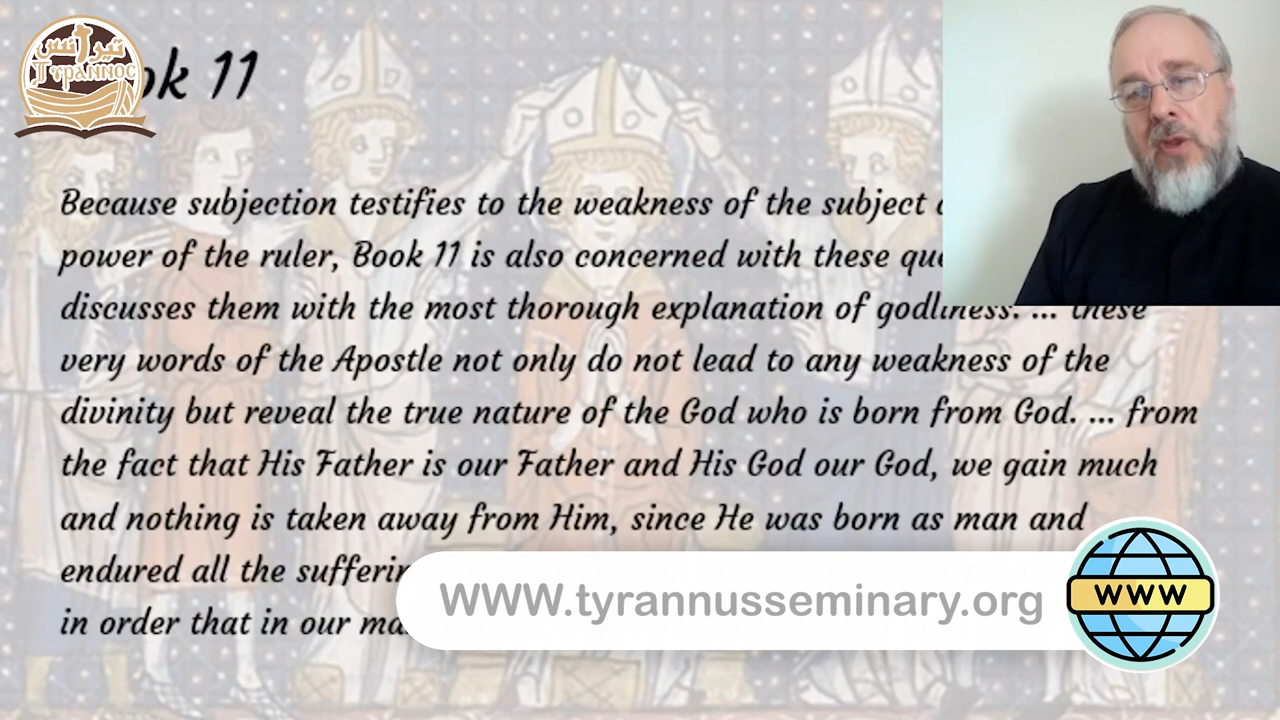 تيرانس
Тγραννος
ok 11
Because subjection testifies to the weakness of the subject
power of the ruler, Book 11 is also concerned with these que
discusses them with the most thorough explanation of godliness. ... these
very words of the Apostle not only do not lead to any weakness of the
divinity but reveal the true nature of the God who is born from God. ... from
the fact that His Father is our Father and His God our God, we gain much
and nothing is taken away from Him, since He was born as man and
endured all the sufferin
in order that in our ma
WWW.tyrannusseminary.org
WWW